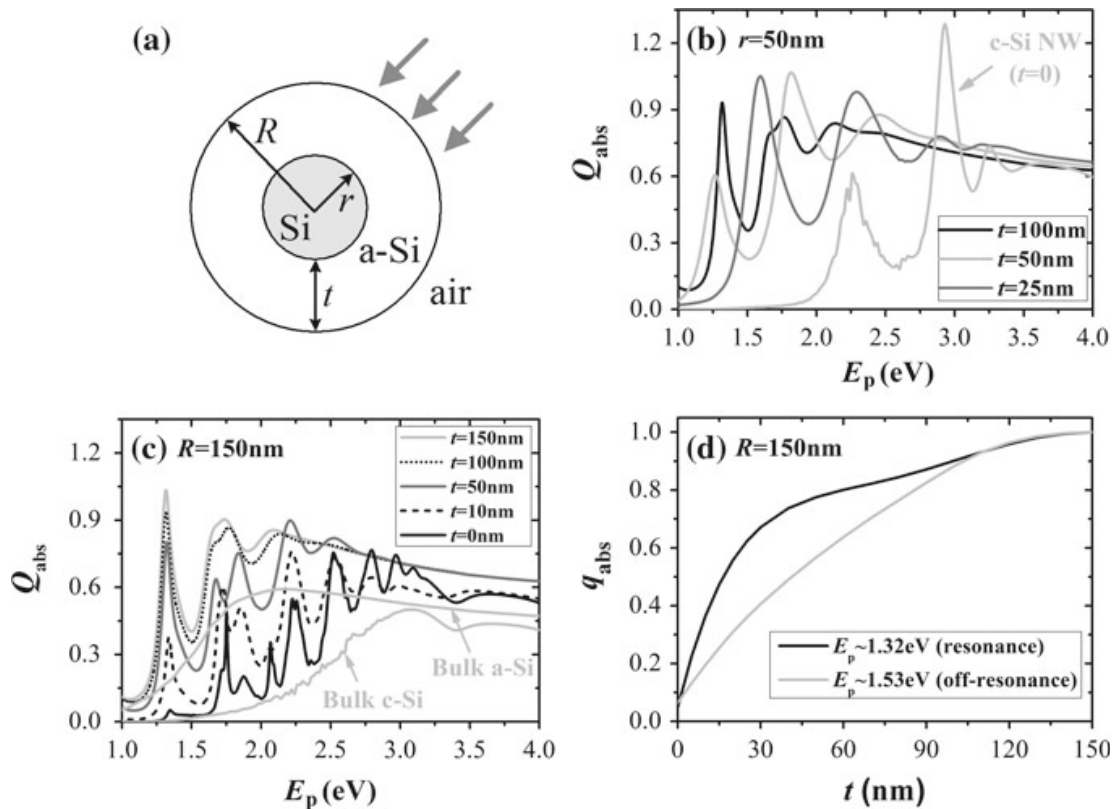 (a)
R
r
Si
a-Si
t
air
(b) r=50nm
c-Si NW
(t=0)
t=100nm
t=50nm
t=25nm
Qabs
0.0
0.3
0.6
0.9
1.2
1.0 1.5 2.0 2.5 3.0 3.5 4.0
Ep (eV)
(c) R=150nm
t=150nm
t=100nm
t=50nm
t=10nm
t=0nm
Bulk a-Si
Bulk c-Si
Qabs
0.0
0.3
0.6
0.9
1.2
1.0 1.5 2.0 2.5 3.0 3.5 4.0
Ep (eV)
(d) R=150nm
Ep~1.32eV (resonance)
Ep~1.53eV (off-resonance)
qabs
0.0
0.2
0.4
0.6
0.8
1.0
0 30 60 90 120 150
t (nm)